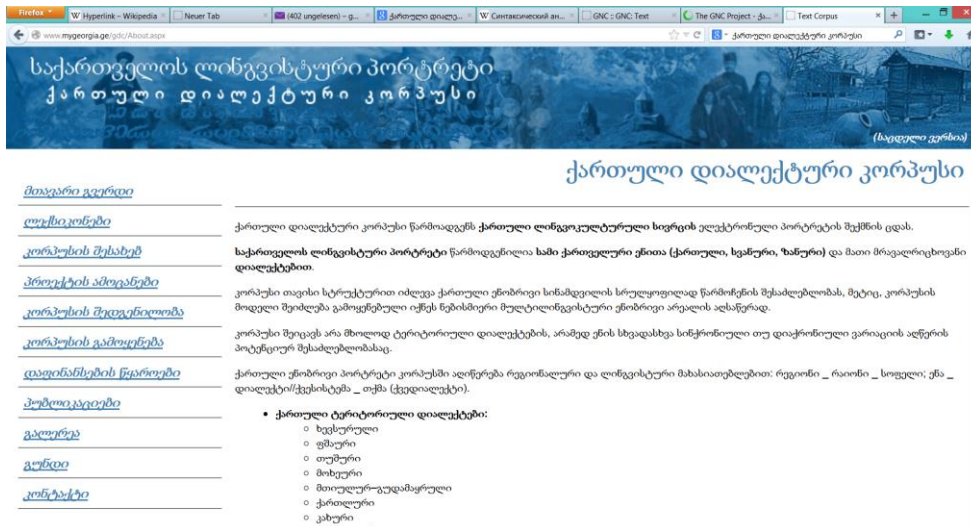 Firefox
W Hyperlink – Wikipedia
Neuer Tab
(402 ungelesen) – g...
ქართული დიალე...
W Синтаксический ан...
GNC :: GNC: Text
The GNC Project - ქა...
Text Corpus
www.mygeorgia.ge/gdc/About.aspx
ქართული დიალექტური კორპუსი
საქართველოს ლინგვისტური პორტრეტი
ქართული დიალექტური კორპუსი
(საცდელი ვერსია)
ქართული დიალექტური კორპუსი
მთავარი გვერდი
ლექსიკონები
კორპუსის შესახებ
პროექტის ამოცანები
კორპუსის შედგენილობა
კორპუსის გამოყენება
დაფინანსების წყაროები
პუბლიკაციები
გალერეა
გუნდი
კონტაქტი
ქართული დიალექტური კორპუსი წარმოადგენს ქართული ლინგვოკულტურული სივრცის ელექტრონული პორტრეტის შექმნის ცდას.
საქართველოს ლინგვისტური პორტრეტი წარმოდგენილია სამი ქართველური ენითა (ქართული, სვანური, ზანური) და მათი მრავალრიცხოვანი
დიალექტებით.
კორპუსი თავისი სტრუქტურით იძლევა ქართული ენობრივი სინამდვილის სრულყოფილად წარმოჩენის შესაძლებლობას, მეტიც, კორპუსის
მოდელი შეიძლება გამოყენებული იქნეს ნებისმიერი მულტილინგვისტური ენობრივი არეალის აღსაწერად.
კორპუსი შეიცავს არა მხოლოდ ტერიტორიული დიალექტების, არამედ ენის სხვადასხვა სინქრონიული თუ დიაქრონიული ვარიაციის აღწერის
პოტენციურ შესაძლებლობასაც.
ქართული ენობრივი პორტრეტი კორპუსში აღიწერება რეგიონალური და ლინგვისტური მახასიათებლებით: რეგიონი _ რაიონი _ სოფელი; ენა _
დიალექტი//ქვესისტემა _ თქმა (ქვედიალექტი).
• ქართული ტერიტორიული დიალექტები:
○ ხევსურული
○ ფშაური
○ თუშური
○ მოხეური
○ მთიულურ–გუდამაყრული
○ ქართლური
○ კახური